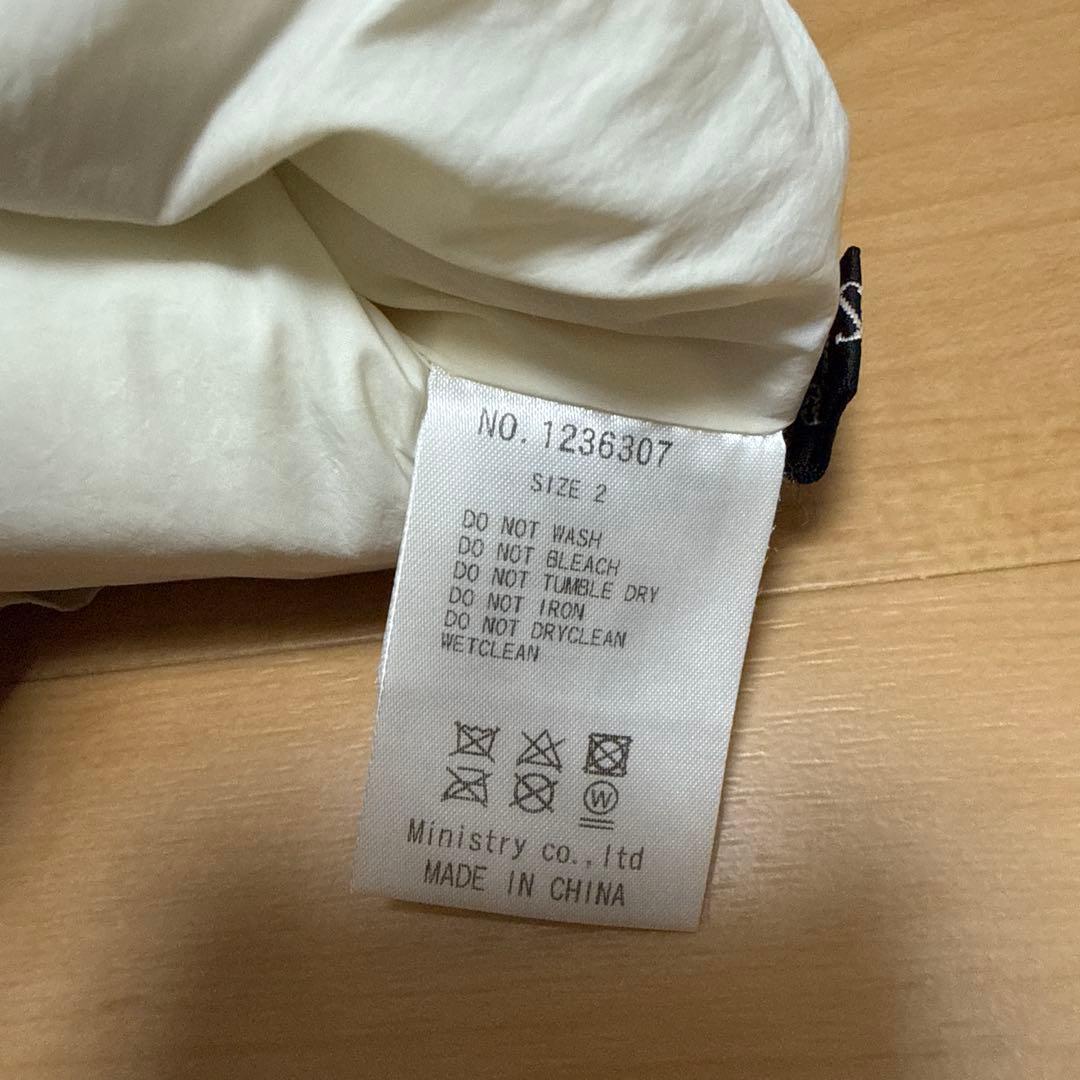 NO. 1236307
SIZE 2
DO NOT WASH
DO NOT BLEACH
DO NOT TUMBLE DRY
DO NOT IRON
DO NOT DRYCLEAN
WETCLEAN
W
Ministry co., ltd
MADE IN CHINA